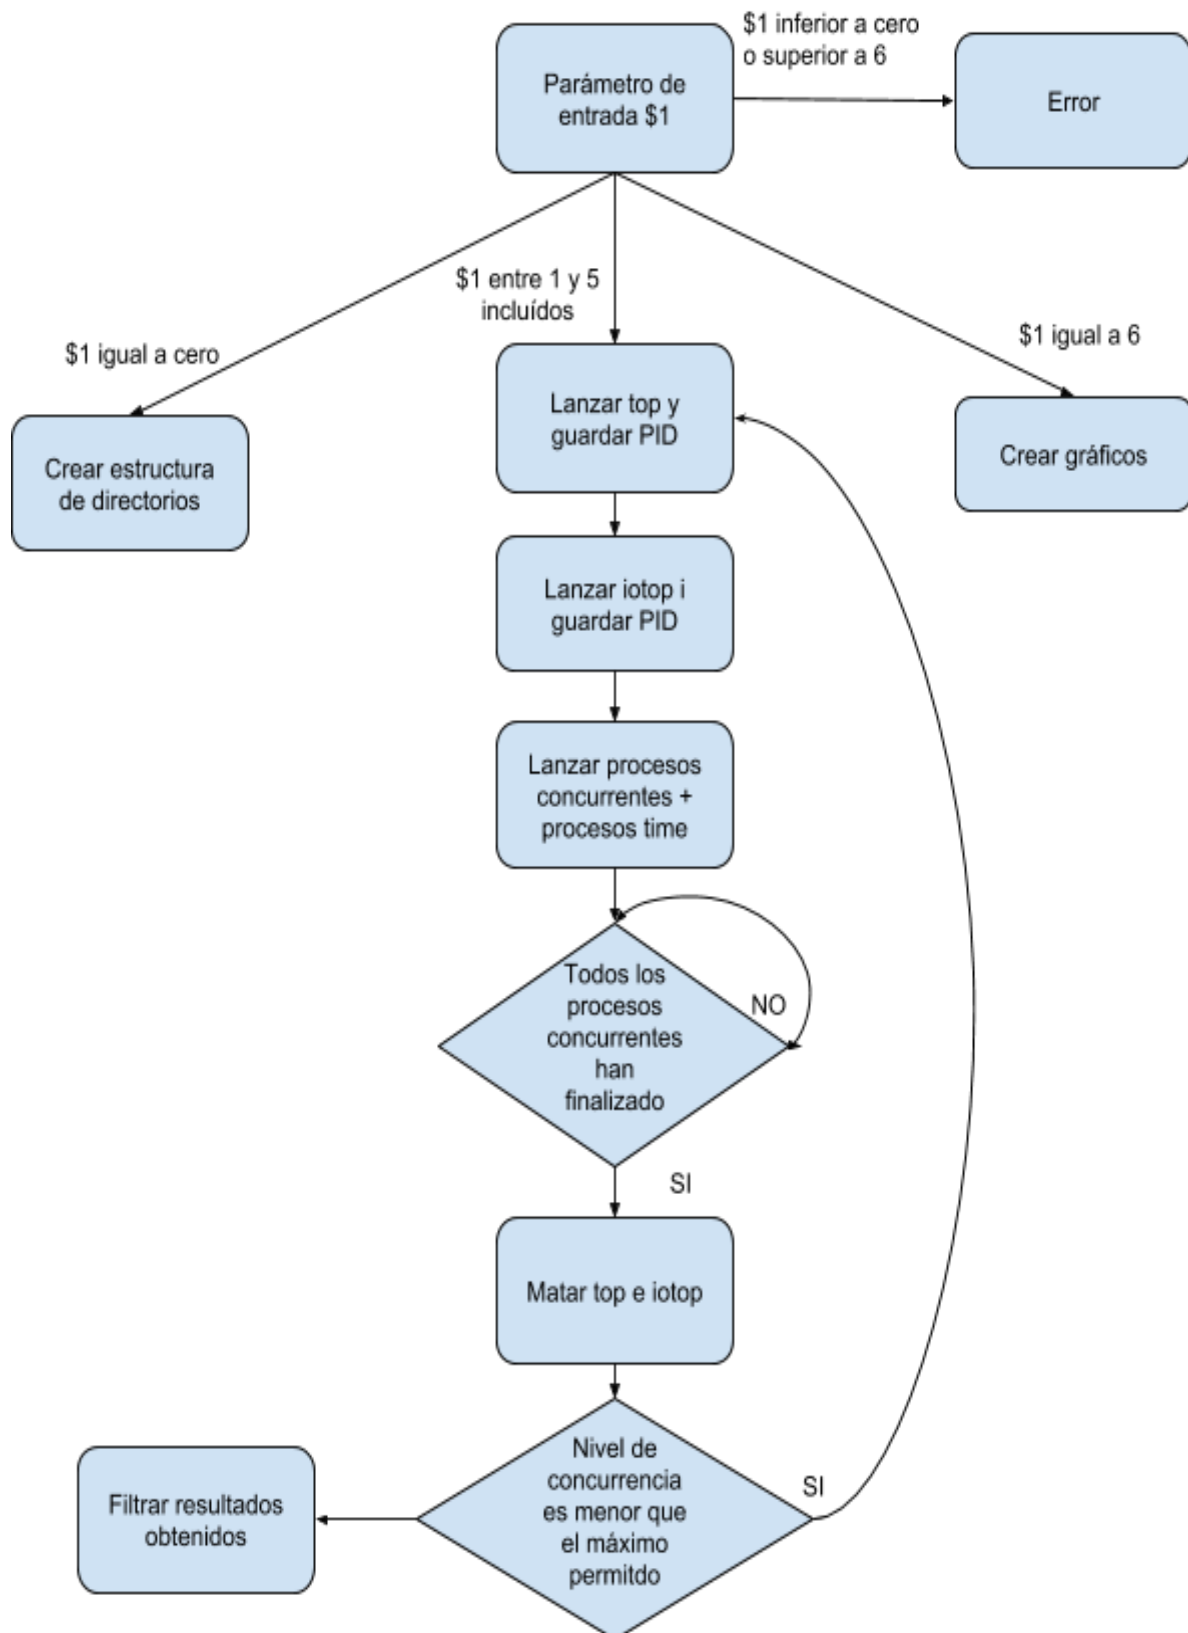 $1 inferior a cero
o superior a 6
Parámetro de
entrada $1
Error
$1 entre 1 y 5
incluídos
$1 igual a cero
$1 igual a 6
Lanzar top y
guardar PID
Crear estructura
de directorios
Crear gráficos
Lanzar iotop i
guardar PID
Lanzar procesos
concurrentes +
procesos time
Todos los
procesos
concurrentes
han
finalizado
NO
SI
Matar top e iotop
Nivel de
concurrencia
es menor que
el máximo
permitdo
SI
Filtrar resultados
obtenidos